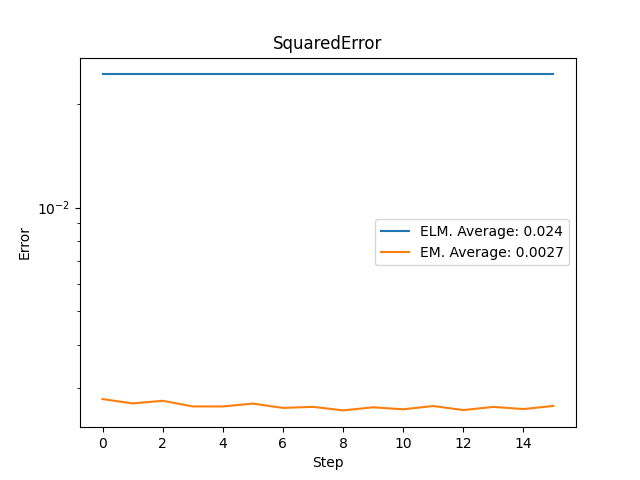 SquaredError
Error
10⁻²
ELM. Average: 0.024
EM. Average: 0.0027
0 2 4 6 8 10 12 14
Step